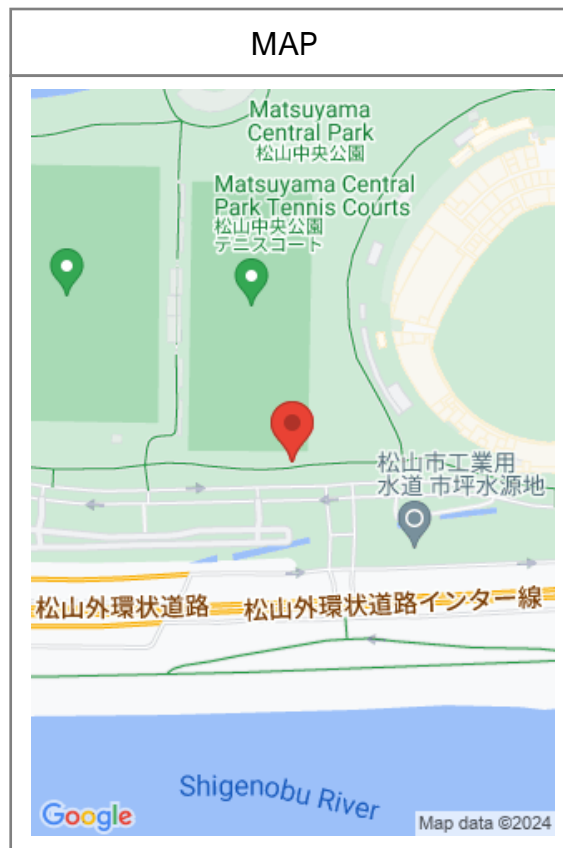 MAP
Matsuyama
Central Park
松山中央公園
Matsuyama Central
Park Tennis Courts
松山中央公園
テニスコート
松山市工業用
水道 市坪水源地
松山外環状道路
松山外環状道路インター線
Shigenobu River
Google
Map data ©2024